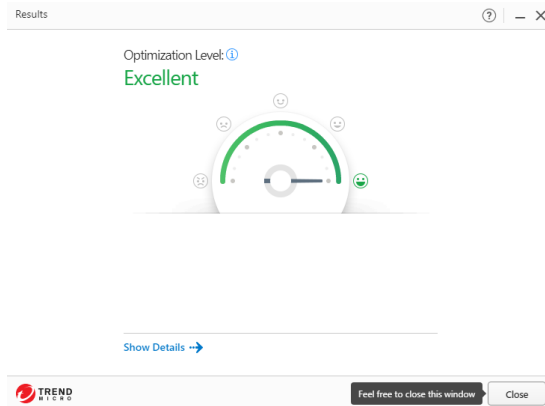 Results
Optimization Level:
Excellent
Show Details
TREND
MICRO
Feel free to close this window
Close